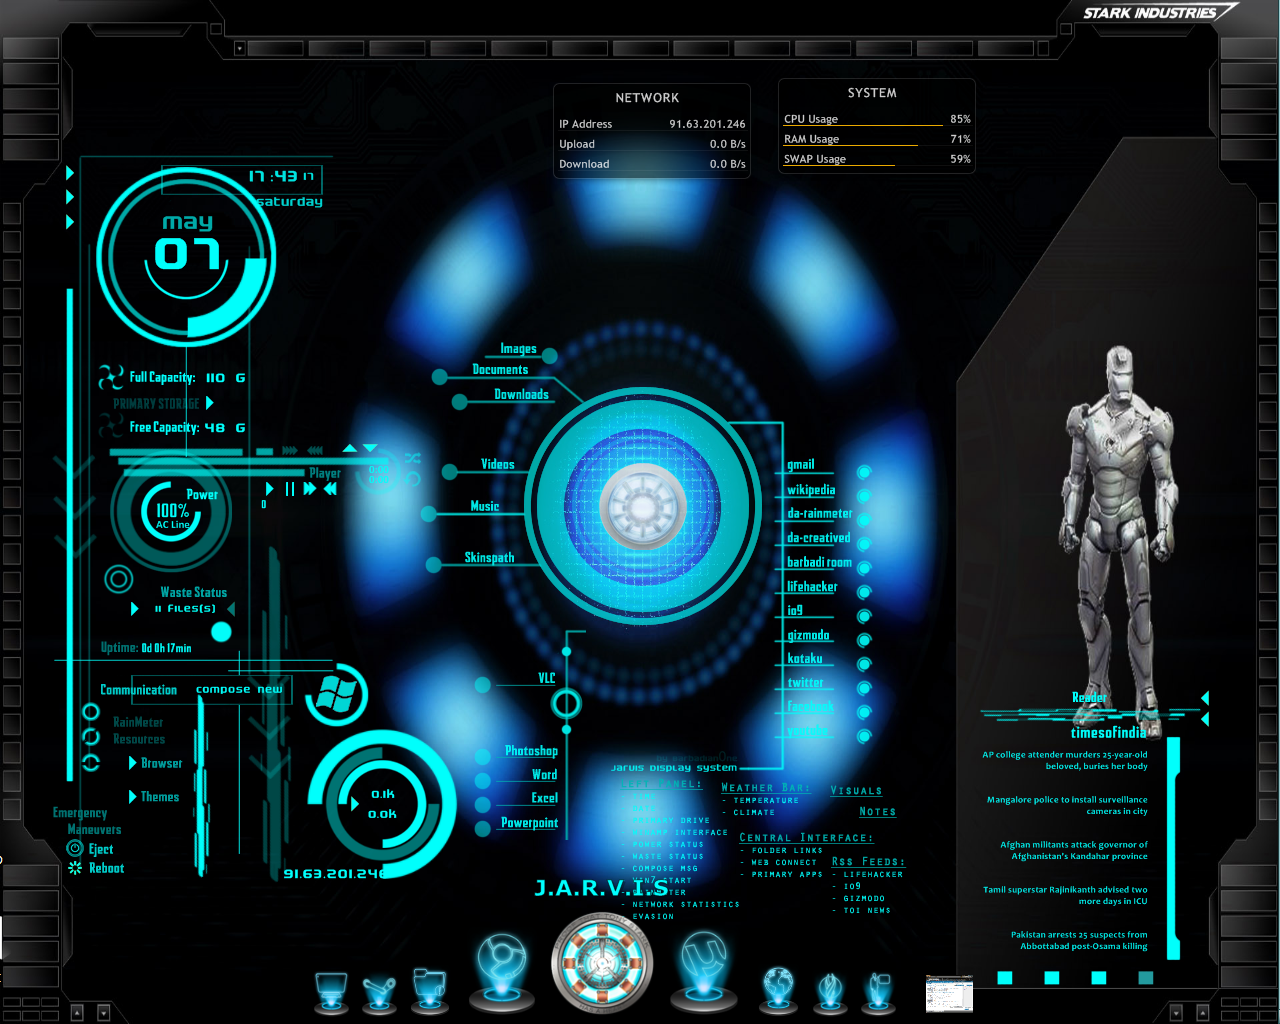 STARK INDUSTRIES
NETWORK
IP Address 91.63.201.246
Upload 0.0 B/s
Download 0.0 B/s
SYSTEM
CPU Usage 85%
RAM Usage 71%
SWAP Usage 59%
17:43 17
saturday
may
07
Full Capacity: 110 G
PRIMARY STORAGE
Free Capacity: 48 G
Player
0:00
0:00
0
Power
100%
AC Line
Waste Status
11 FILES(S)
Uptime: 0d 0h 17min
Communication compose new
RainMeter
Resources
Browser
Themes
Emergency
Maneuvers
Eject
Reboot
0.1k
0.0k
91.63.201.246
Images
Documents
Downloads
Videos
Music
Skinspath
VLC
Photoshop
Word
Excel
Powerpoint
gmail
wikipedia
da-rainmeter
da-creatived
barbadi room
lifehacker
io9
gizmodo
kotaku
twitter
facebook
youtube
Jarvis Display system
- POWER STATUS
- WASTE STATUS
- COMPOSE MSG
- WIN7 START
- NETWORK STATISTICS
- EVASION
WEATHER BAR:
- TEMPERATURE
- CLIMATE
VISUALS
NOTES
CENTRAL INTERFACE:
- FOLDER LINKS
- WEB CONNECT
- PRIMARY APPS
RSS FEEDS:
- LIFEHACKER
- IO9
- GIZMODO
- TOI NEWS
J.A.R.V.I.S
Reader
timesofindia
AP college attender murders 25-year-old
beloved, buries her body
Mangalore police to install surveillance
cameras in city
Afghan militants attack governor of
Afghanistan's Kandahar province
Tamil superstar Rajinikanth advised two
more days in ICU
Pakistan arrests 25 suspects from
Abbottabad post-Osama killing